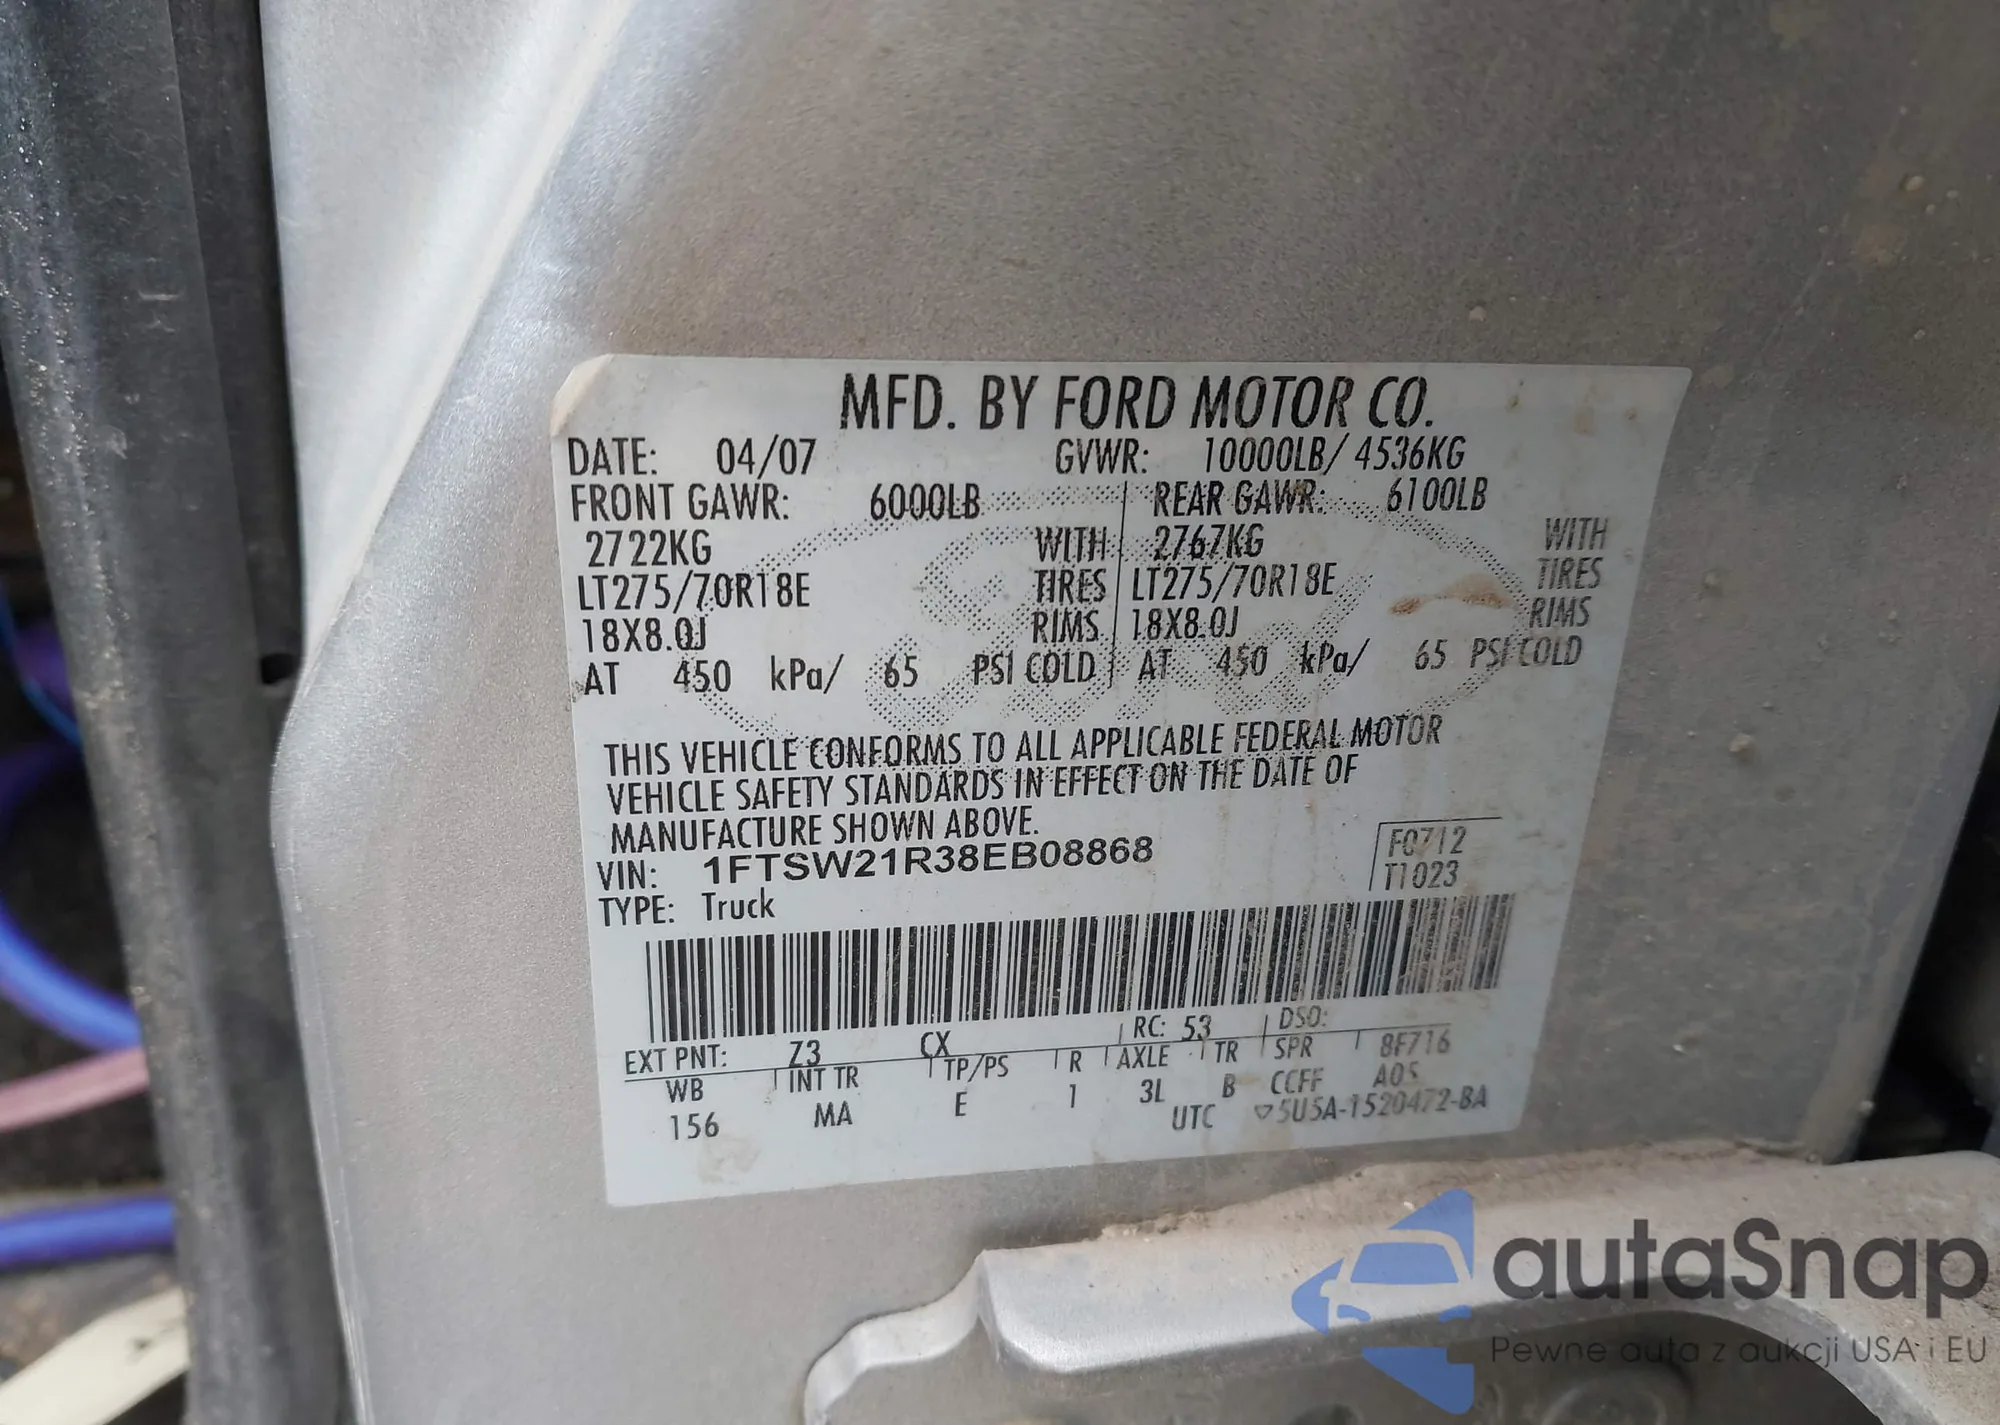 MFD. BY FORD MOTOR CO.
DATE: 04/07 GVWR: 10000LB/ 4536KG
FRONT GAWR: 6000LB REAR GAWR: 6100LB
2722KG WITH 2767KG WITH
LT275/70R18E TIRES LT275/70R18E TIRES
18X8.0J RIMS 18X8.0J RIMS
AT 450 kPa/ 65 PSI COLD AT 450 kPa/ 65 PSI COLD
THIS VEHICLE CONFORMS TO ALL APPLICABLE FEDERAL MOTOR
VEHICLE SAFETY STANDARDS IN EFFECT ON THE DATE OF
MANUFACTURE SHOWN ABOVE.
VIN: 1FTSW21R38EB08868 F0712
TYPE: Truck T1023
EXT PNT: Z3 CX RC: 53 DSO:
WB INT TR TP/PS R AXLE TR SPR 8F716
156 MA E 1 3L B CCFF A05
UTC ▽5U5A-1520472-BA
autaSnap
Pewne auta z aukcji USA i EU